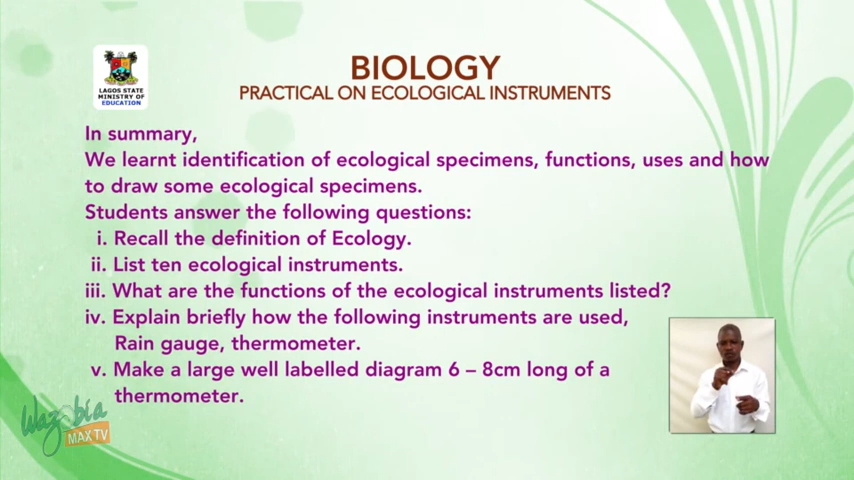 LAGOS STATE
MINISTRY OF
EDUCATION
BIOLOGY
PRACTICAL ON ECOLOGICAL INSTRUMENTS
In summary,
We learnt identification of ecological specimens, functions, uses and how
to draw some ecological specimens.
Students answer the following questions:
i. Recall the definition of Ecology.
ii. List ten ecological instruments.
iii. What are the functions of the ecological instruments listed?
iv. Explain briefly how the following instruments are used,
Rain gauge, thermometer.
v. Make a large well labelled diagram 6 – 8cm long of a
thermometer.
Wazobia
MAX TV